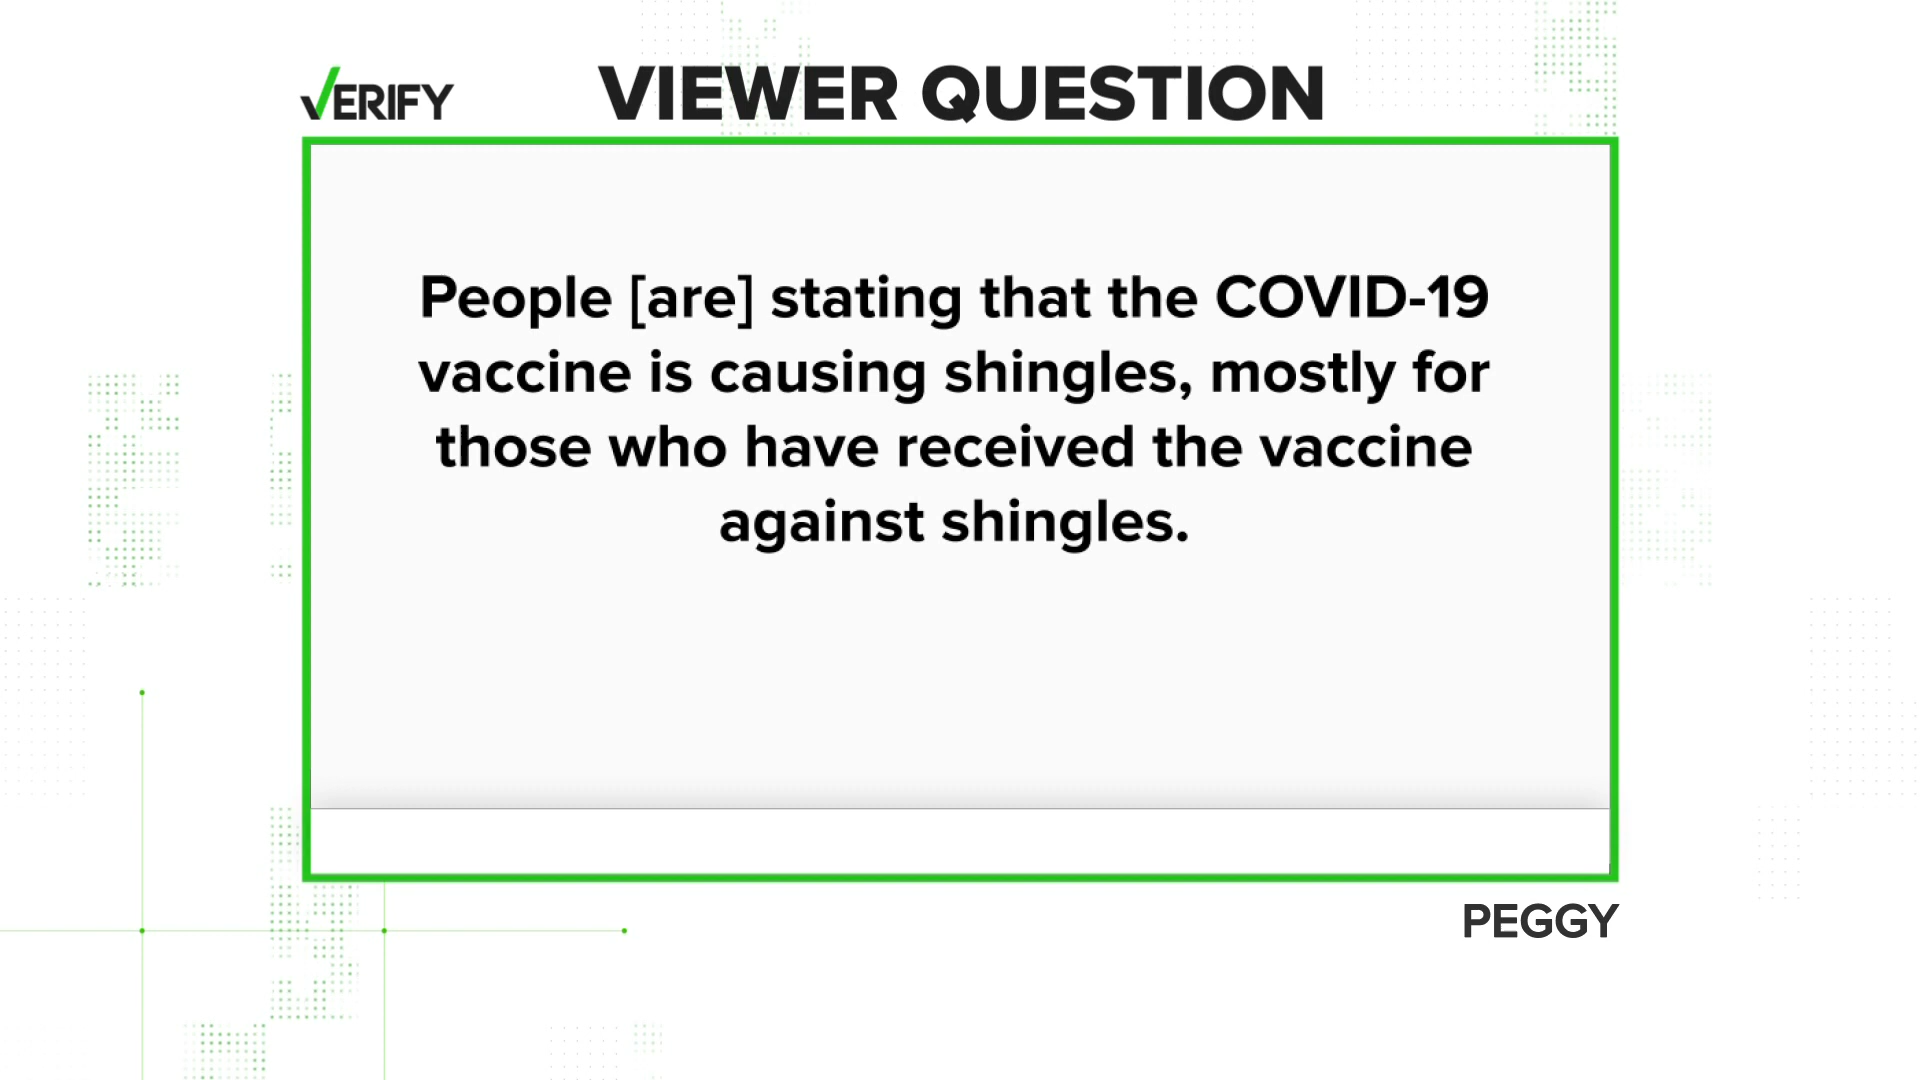 VERIFY
VIEWER QUESTION
People [are] stating that the COVID-19
vaccine is causing shingles, mostly for
those who have received the vaccine
against shingles.
PEGGY